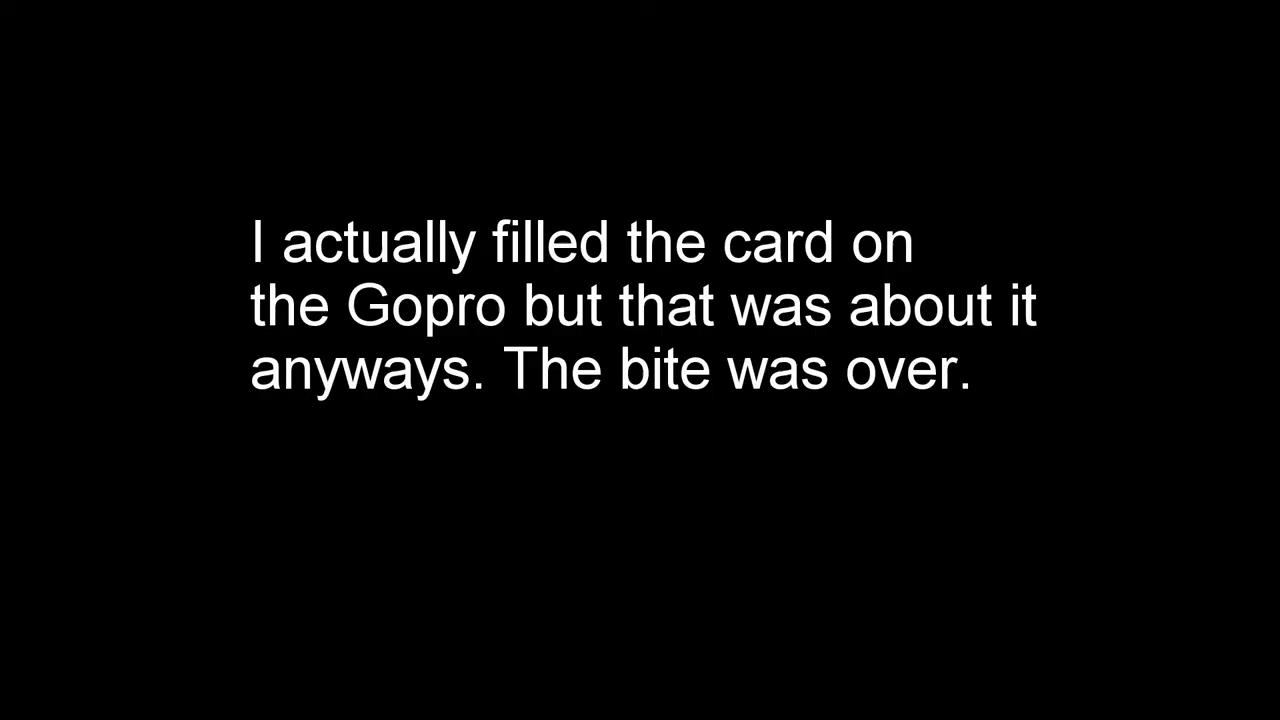 I actually filled the card on
the Gopro but that was about it
anyways. The bite was over.